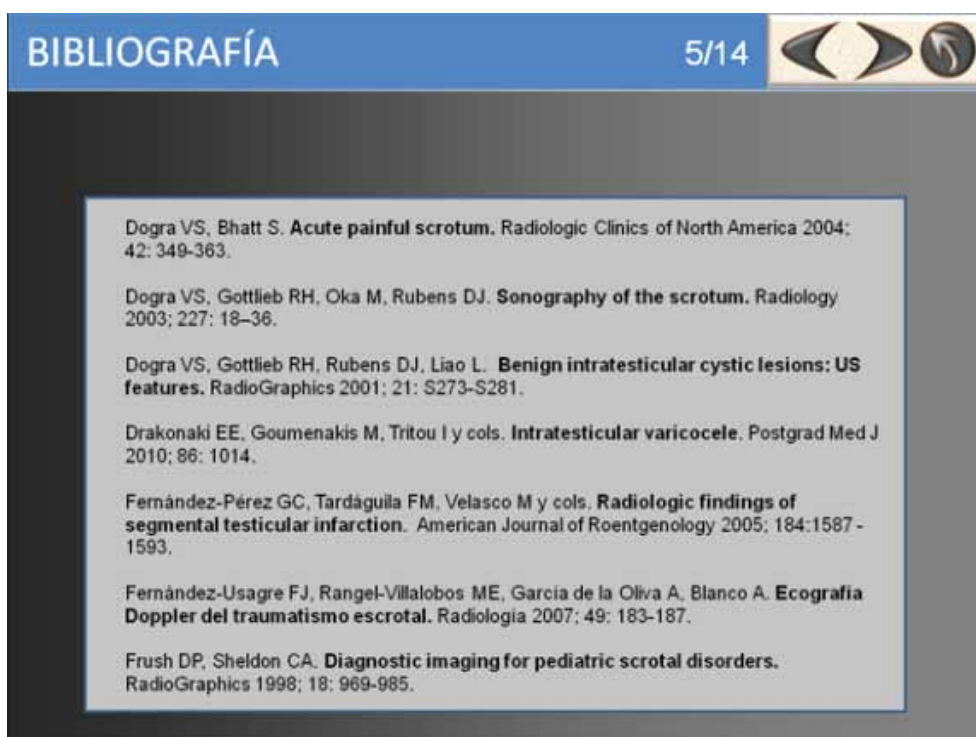 BIBLIOGRAFÍA
5/14
Dogra VS, Bhatt S. Acute painful scrotum. Radiologic Clinics of North America 2004;
42: 349-363.
Dogra VS, Gottlieb RH, Oka M, Rubens DJ. Sonography of the scrotum. Radiology
2003; 227: 18–36.
Dogra VS, Gottlieb RH, Rubens DJ, Liao L. Benign intratesticular cystic lesions: US
features. RadioGraphics 2001; 21: S273-S281.
Drakonaki EE, Goumenakis M, Tritou I y cols. Intratesticular varicocele. Postgrad Med J
2010; 86: 1014.
Fernández-Pérez GC, Tardáguila FM, Velasco M y cols. Radiologic findings of
segmental testicular infarction. American Journal of Roentgenology 2005; 184:1587-
1593.
Fernández-Usagre FJ, Rangel-Villalobos ME, García de la Oliva A, Blanco A. Ecografía
Doppler del traumatismo escrotal. Radiología 2007; 49: 183-187.
Frush DP, Sheldon CA. Diagnostic imaging for pediatric scrotal disorders.
RadioGraphics 1998; 18: 969-985.